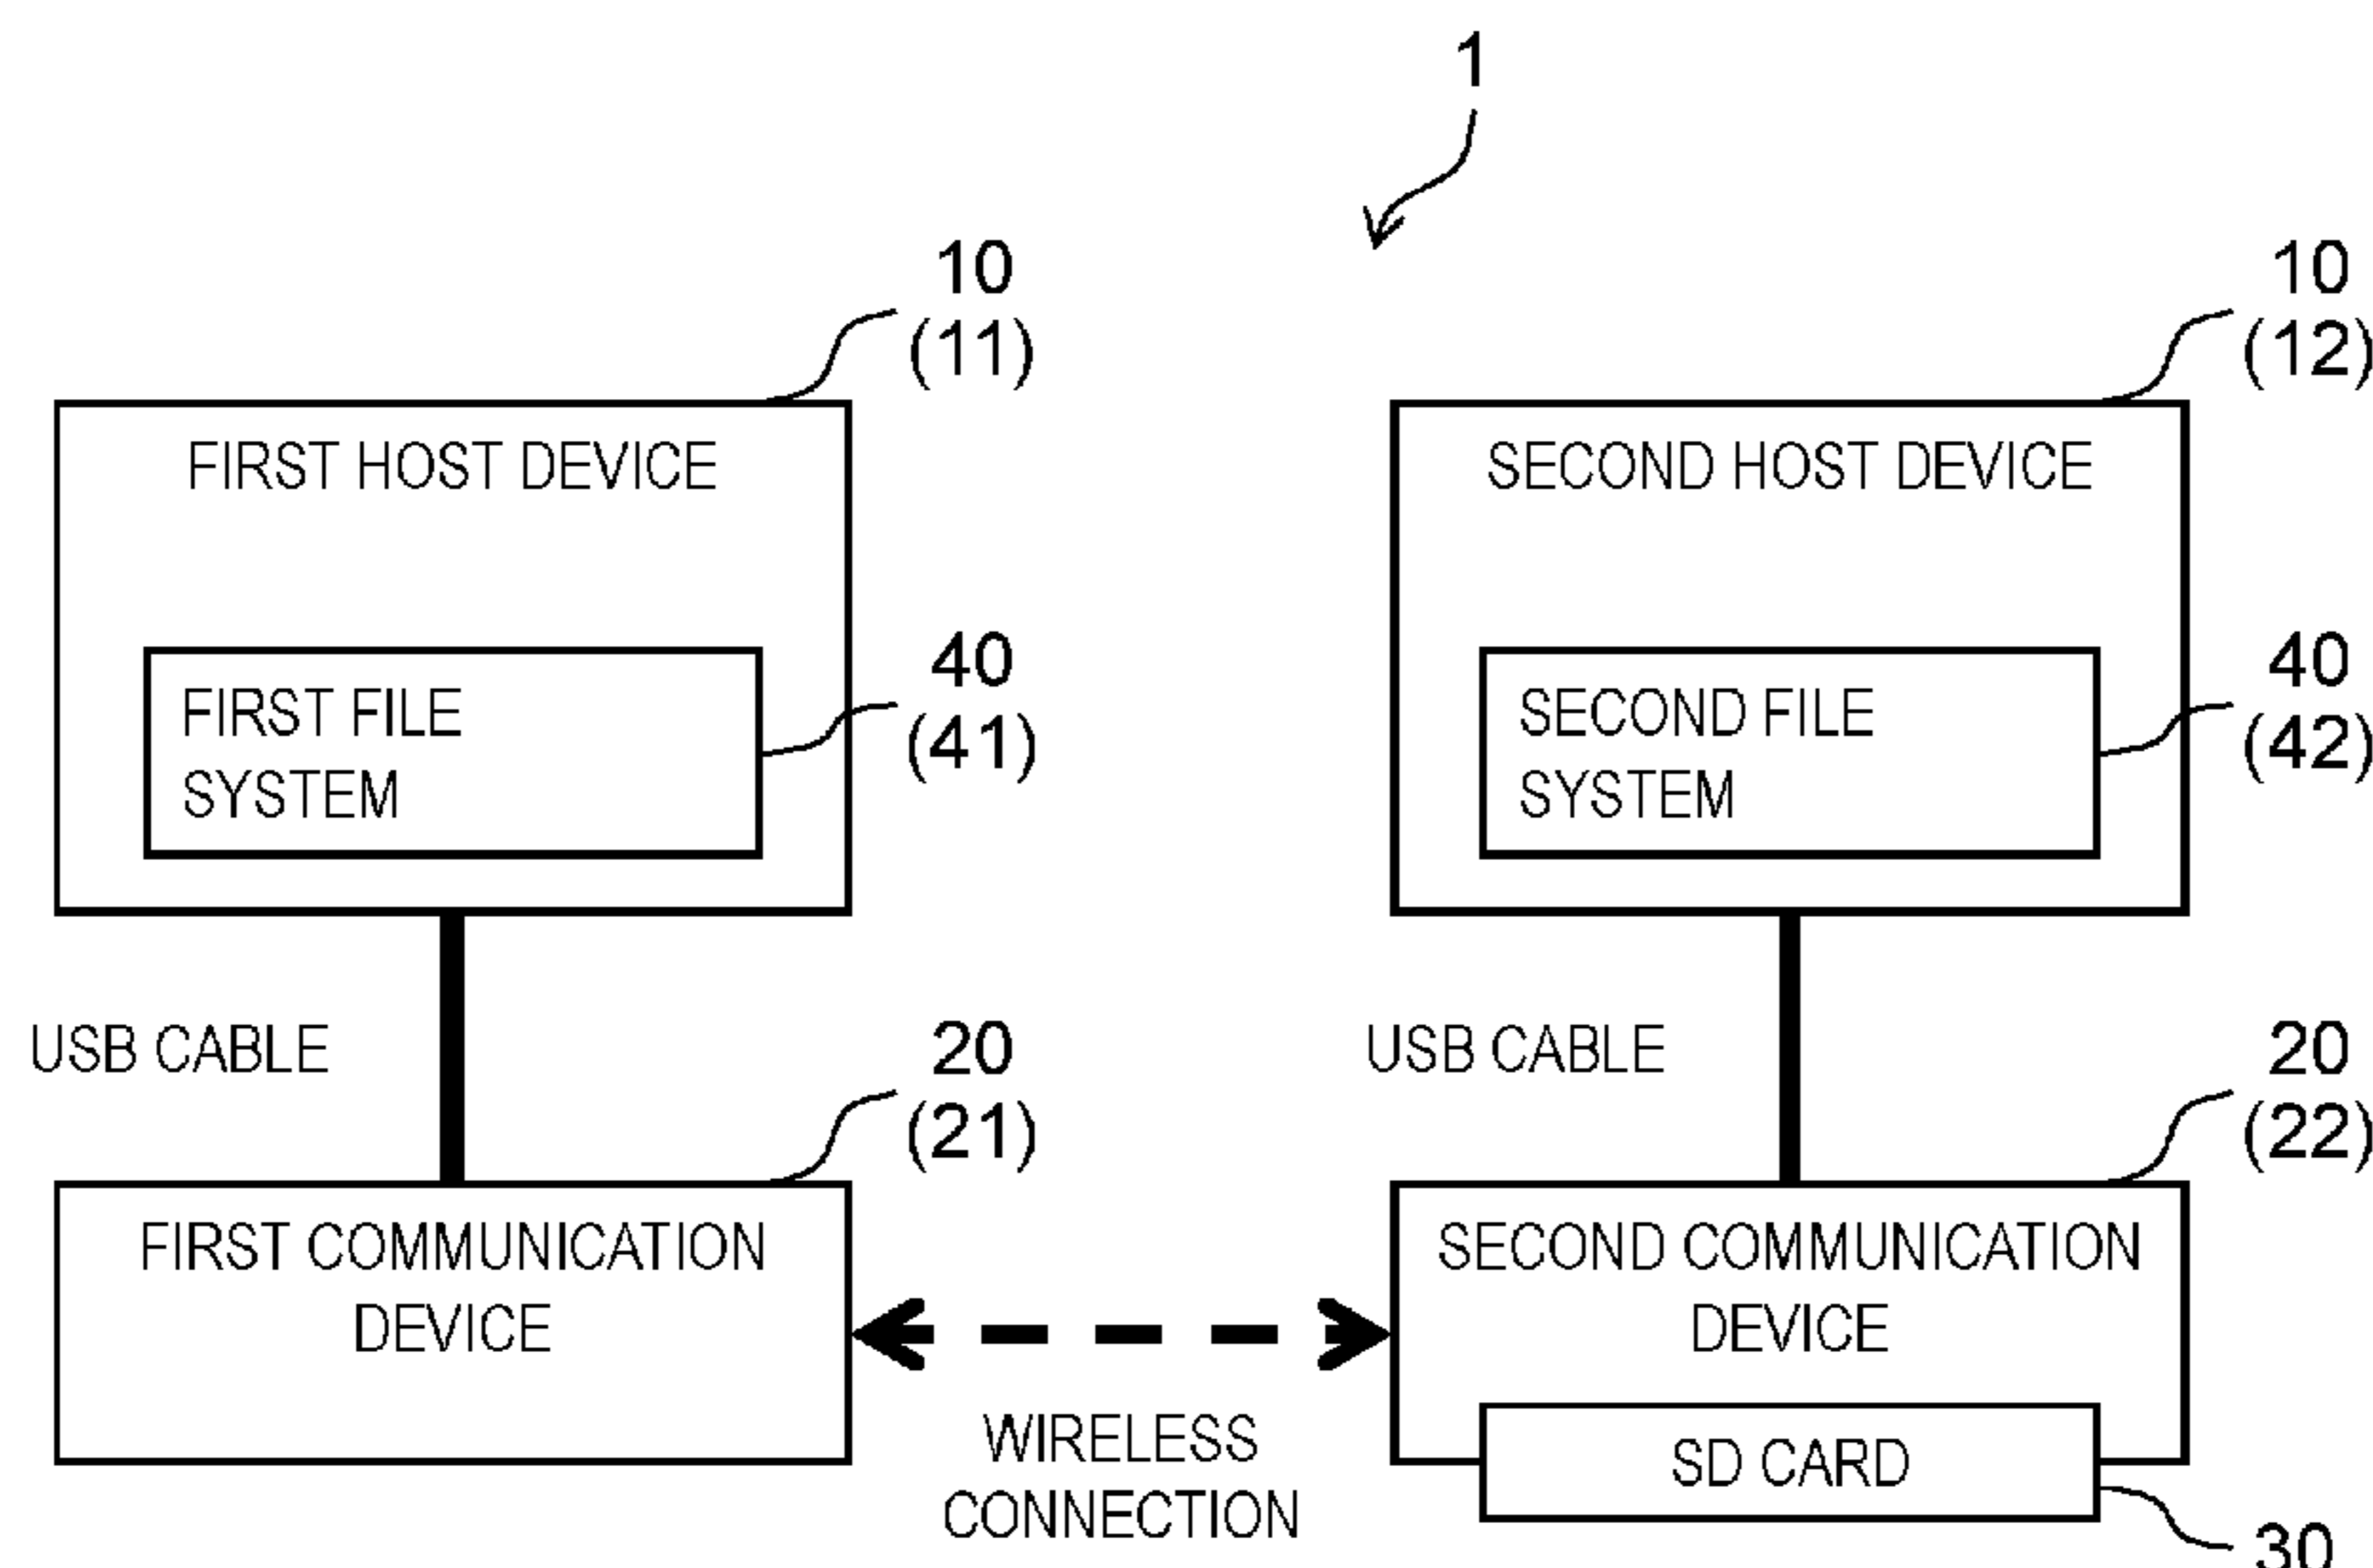 1
10
(11)
10
(12)
FIRST HOST DEVICE
SECOND HOST DEVICE
40
(41)
40
(42)
FIRST FILE
SYSTEM
SECOND FILE
SYSTEM
USB CABLE
20
(21)
USB CABLE
20
(22)
FIRST COMMUNICATION
DEVICE
SECOND COMMUNICATION
DEVICE
WIRELESS
CONNECTION
SD CARD
30